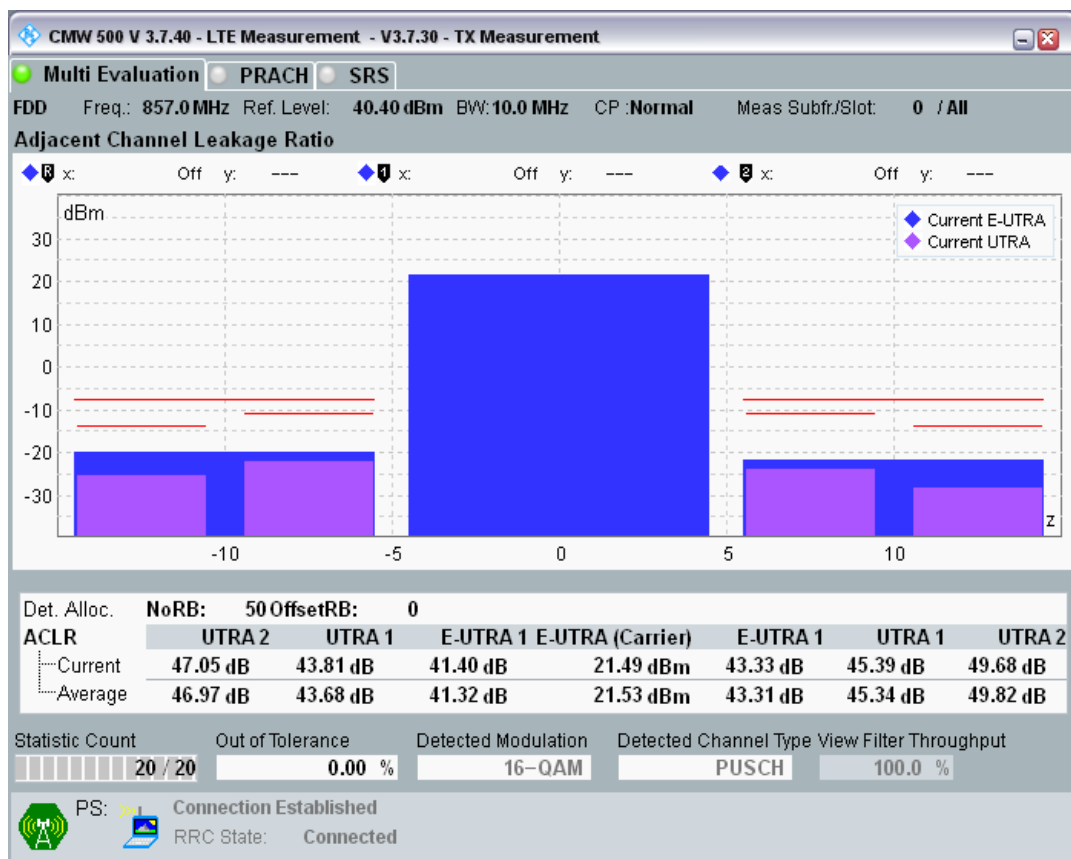 CMW 500 V 3.7.40 - LTE Measurement - V3.7.30 - TX Measurement
Multi Evaluation PRACH SRS
FDD Freq.: 857.0 MHz Ref. Level: 40.40 dBm BW: 10.0 MHz CP :Normal Meas Subfr./Slot: 0 / All
Adjacent Channel Leakage Ratio
R x: Off y: --- 1 x: Off y: --- 2 x: Off y: ---
dBm
Current E-UTRA
Current UTRA
30
20
10
0
-10
-20
-30
z
-10 -5 0 5 10
Det. Alloc. NoRB: 50 OffsetRB: 0
ACLR UTRA 2 UTRA 1 E-UTRA 1 E-UTRA (Carrier) E-UTRA 1 UTRA 1 UTRA 2
Current 47.05 dB 43.81 dB 41.40 dB 21.49 dBm 43.33 dB 45.39 dB 49.68 dB
Average 46.97 dB 43.68 dB 41.32 dB 21.53 dBm 43.31 dB 45.34 dB 49.82 dB
Statistic Count Out of Tolerance Detected Modulation Detected Channel Type View Filter Throughput
20 / 20 0.00 % 16-QAM PUSCH 100.0 %
PS: Connection Established
RRC State: Connected